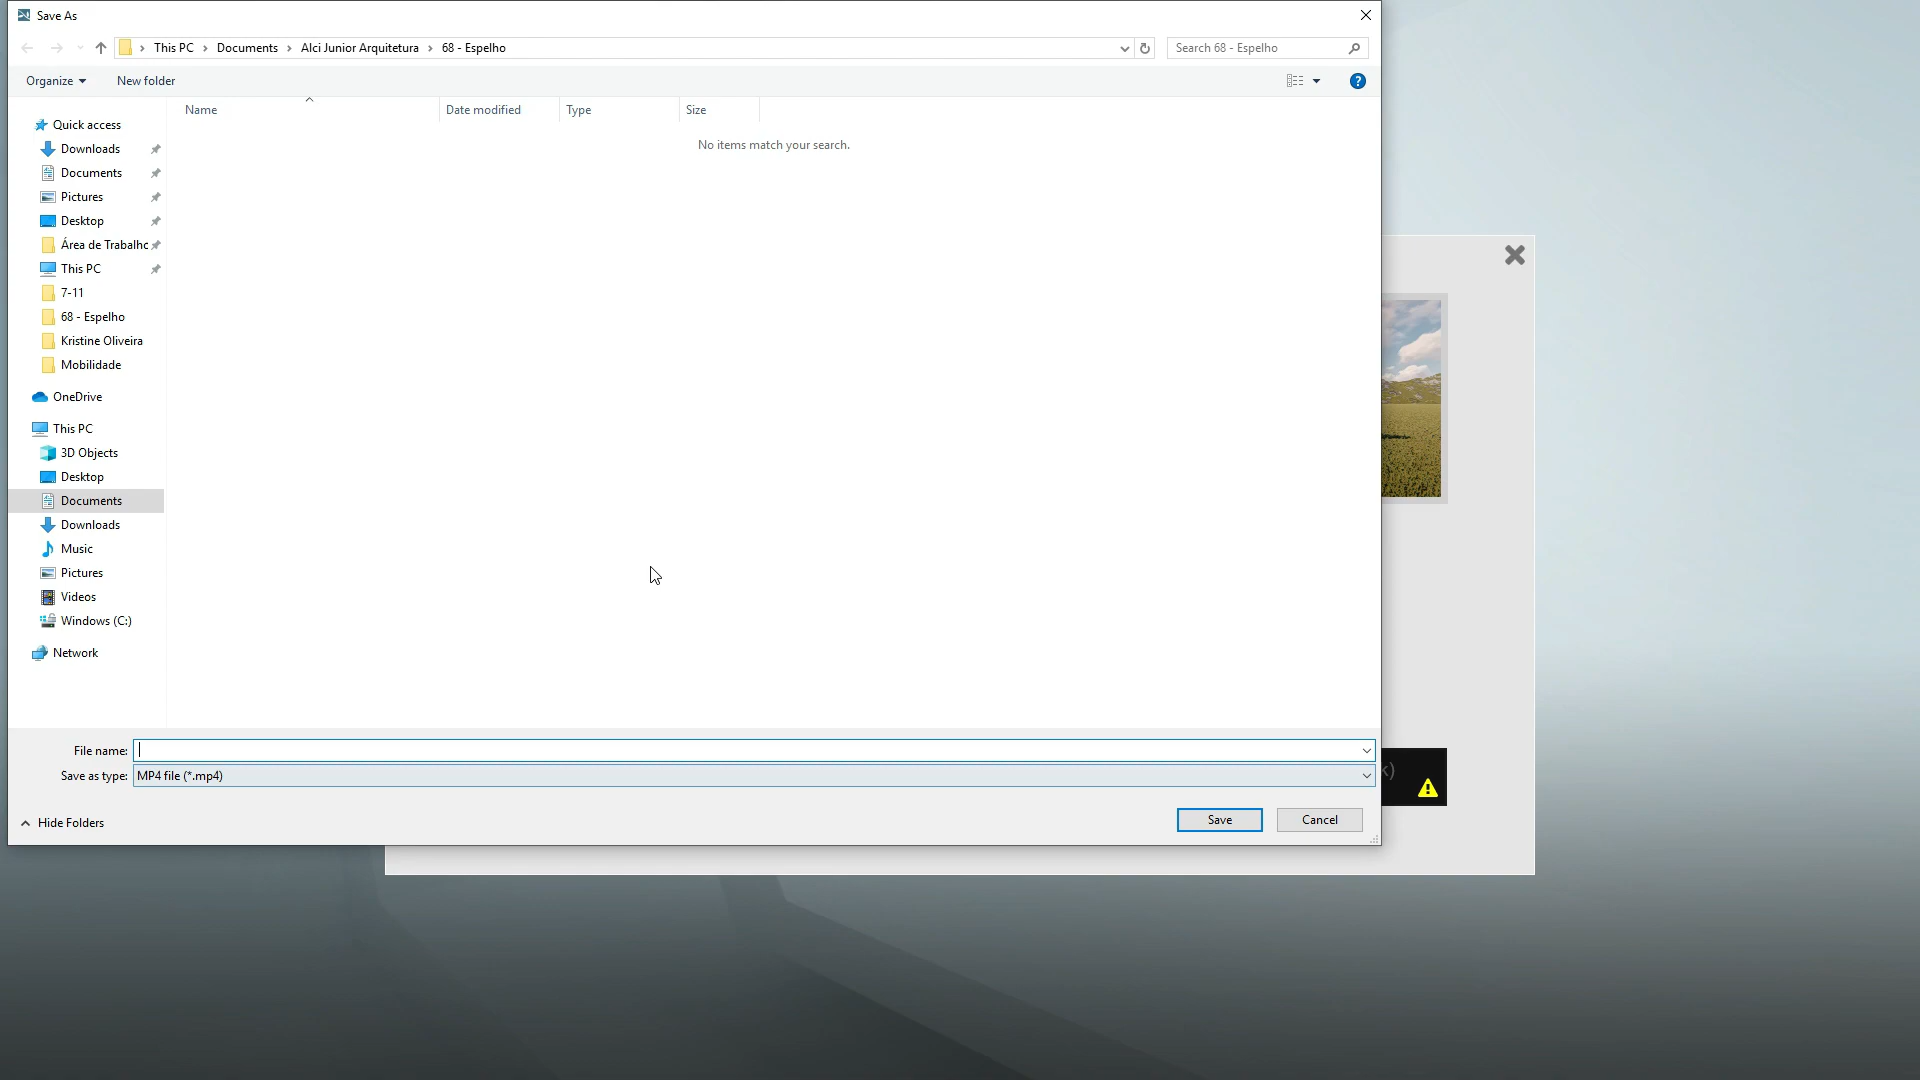 Save As
This PC > Documents > Alci Junior Arquitetura > 68 - Espelho
Search 68 - Espelho
Organize
New folder
Name
Date modified
Type
Size
No items match your search.
Quick access
Downloads
Documents
Pictures
Desktop
Área de Trabalho
This PC
7-11
68 - Espelho
Kristine Oliveira
Mobilidade
OneDrive
This PC
3D Objects
Desktop
Documents
Downloads
Music
Pictures
Videos
Windows (C:)
Network
File name:
Save as type: MP4 file (*.mp4)
Hide Folders
Save
Cancel